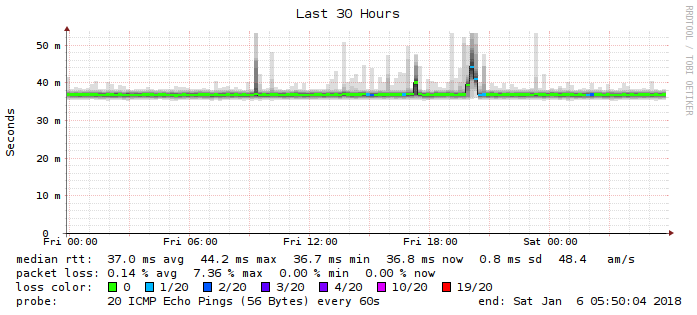 Last 30 Hours
RRDTOOL / TOBI OETIKER
Seconds
50 m
40 m
30 m
20 m
10 m
0
Fri 00:00 Fri 06:00 Fri 12:00 Fri 18:00 Sat 00:00
median rtt: 37.0 ms avg 44.2 ms max 36.7 ms min 36.8 ms now 0.8 ms sd 48.4 am/s
packet loss: 0.14 % avg 7.36 % max 0.00 % min 0.00 % now
loss color: 0 1/20 2/20 3/20 4/20 10/20 19/20
probe: 20 ICMP Echo Pings (56 Bytes) every 60s end: Sat Jan 6 05:50:04 2018